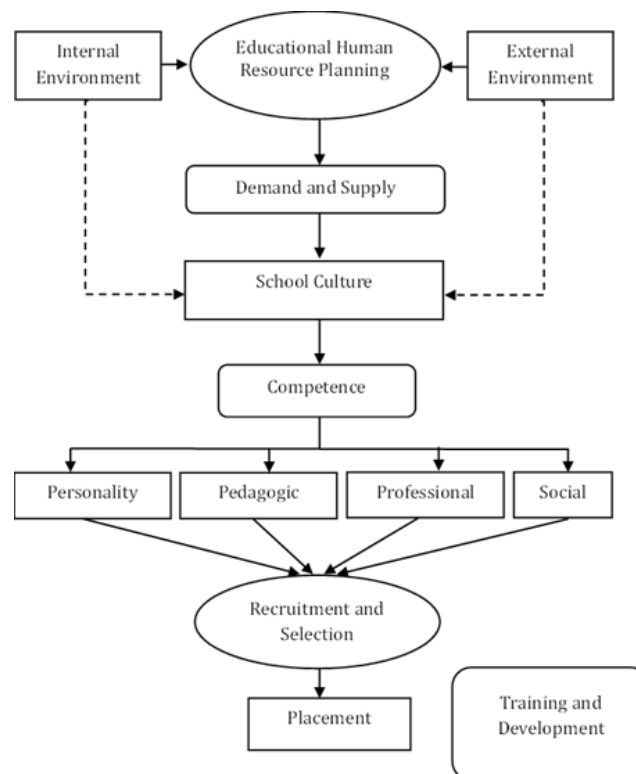 Internal
Environment
Educational Human
Resource Planning
External
Environment
Demand and Supply
School Culture
Competence
Personality
Pedagogic
Professional
Social
Recruitment and
Selection
Placement
Training and
Development